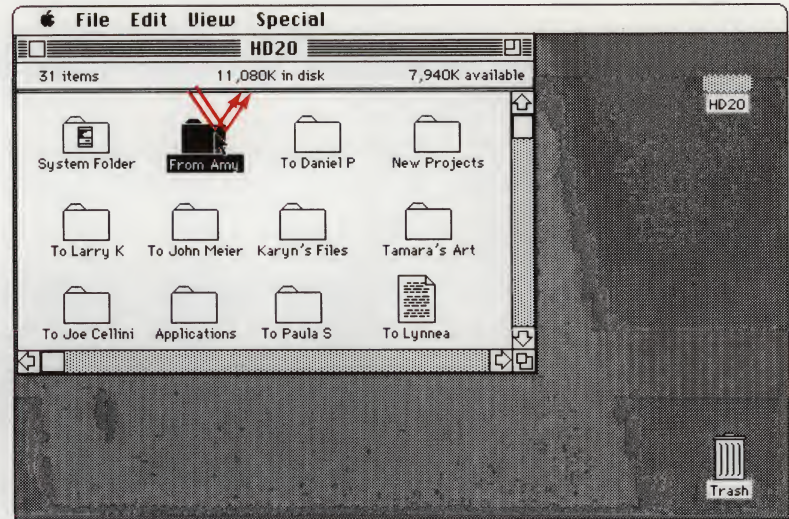 File Edit View Special
HD20
31 items 11,080K in disk 7,940K available
HD20
System Folder From Amy To Daniel P New Projects
To Larry K To John Meier Karyn's Files Tamara's Art
To Joe Cellini Applications To Paula S To Lynnea
Trash